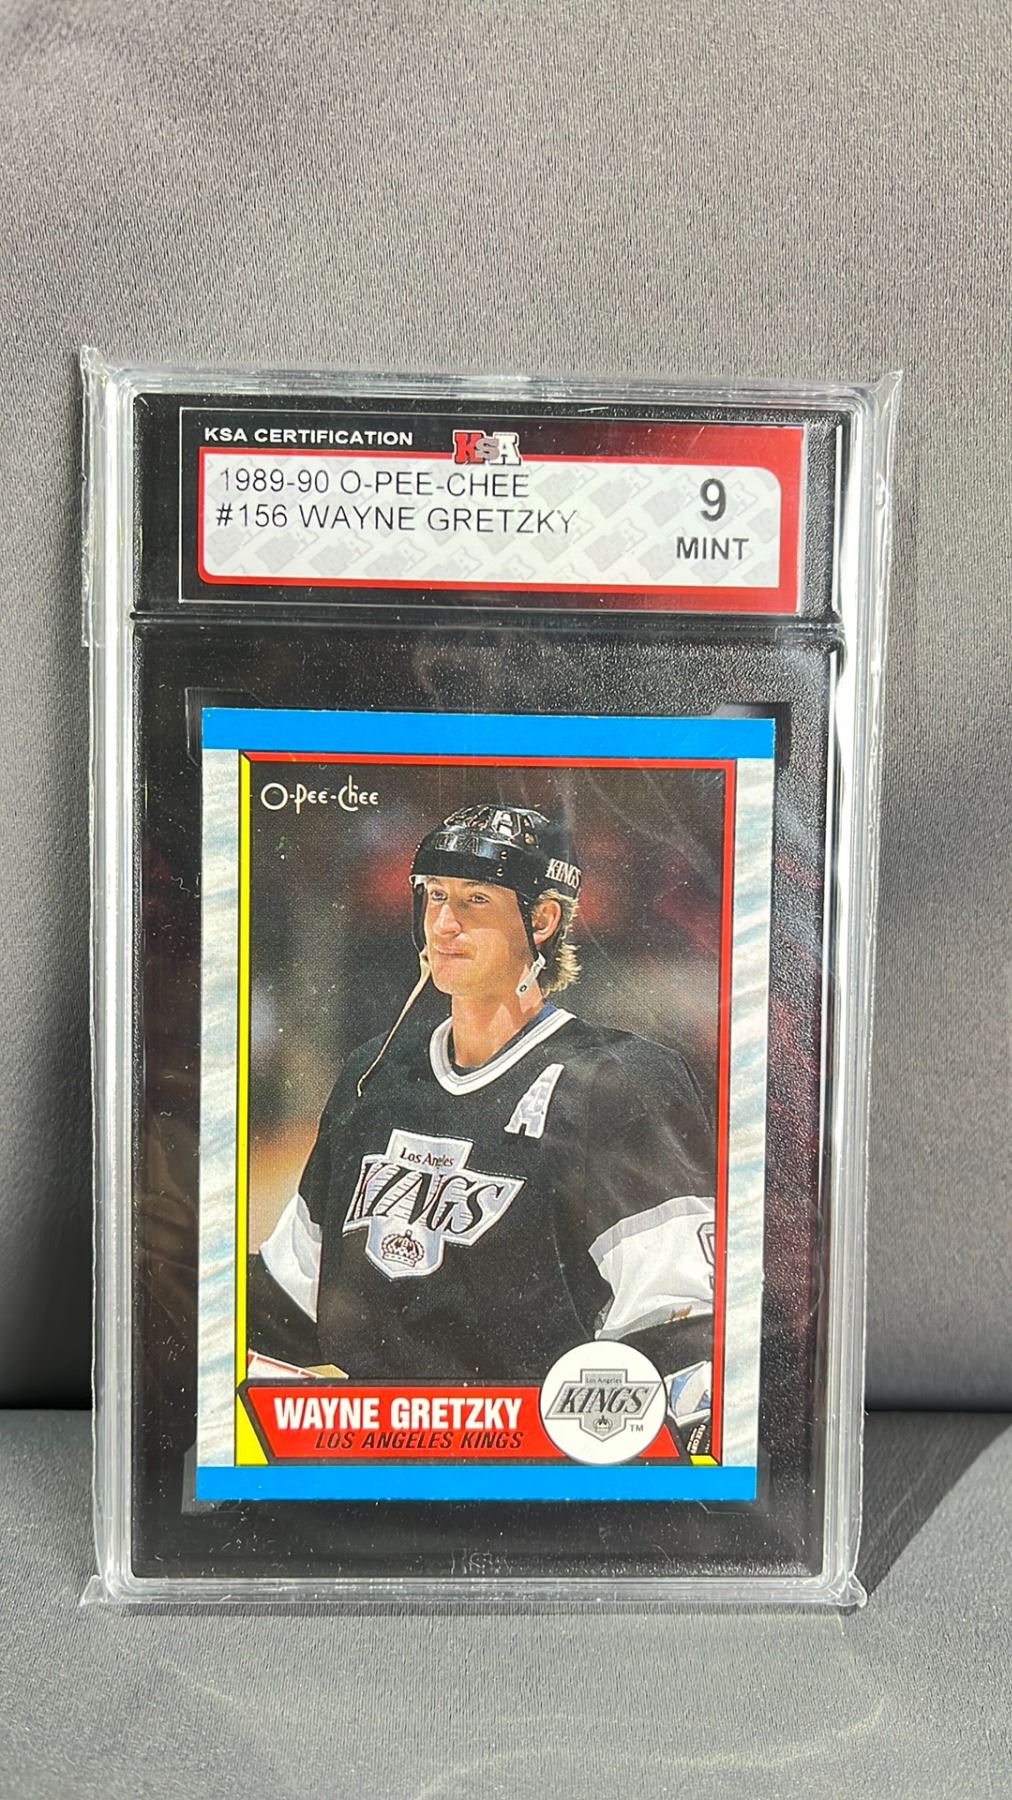 KSA CERTIFICATION
KSA
1989-90 O-PEE-CHEE
#156 WAYNE GRETZKY
9
MINT
O-Pee-Chee
KINGS
A
Los Angeles
KINGS
WAYNE GRETZKY
LOS ANGELES KINGS
Los Angeles
KINGS
TM